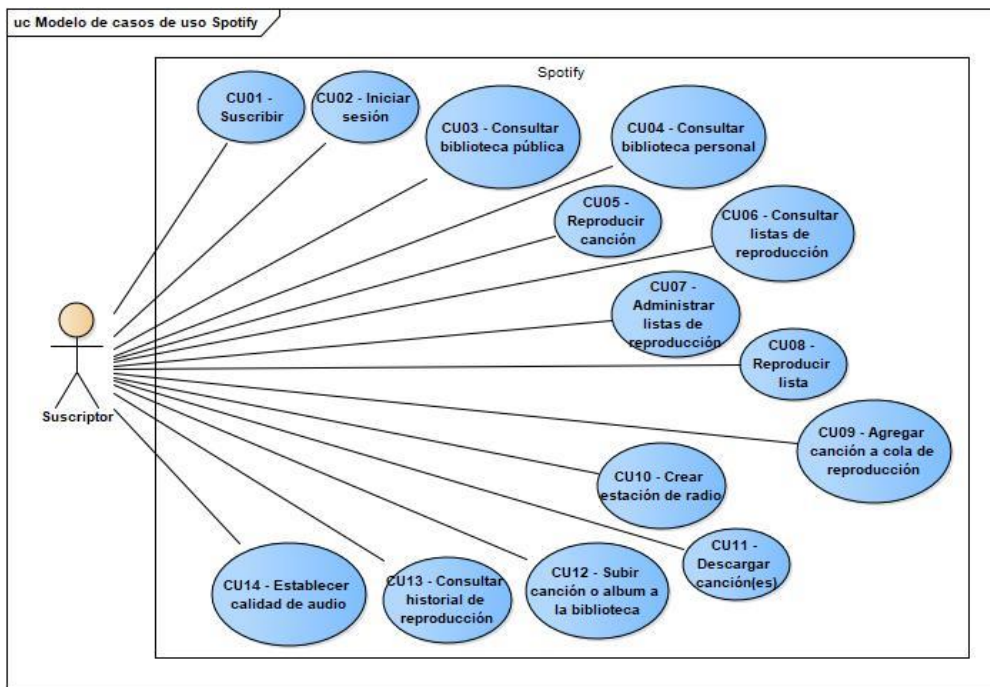 uc Modelo de casos de uso Spotify
Spotify
CU01 -
Suscribir
CU02 - Iniciar
sesión
CU03 - Consultar
biblioteca pública
CU04 - Consultar
biblioteca personal
CU05 -
Reproducir
canción
CU06 - Consultar
listas de
reproducción
CU07 -
Administrar
listas de
reproducción
CU08 -
Reproducir
lista
Suscriptor
CU09 - Agregar
canción a cola de
reproducción
CU10 - Crear
estación de radio
CU11 -
Descargar
canción(es)
CU12 - Subir
canción o album a
la biblioteca
CU13 - Consultar
historial de
reproducción
CU14 - Establecer
calidad de audio